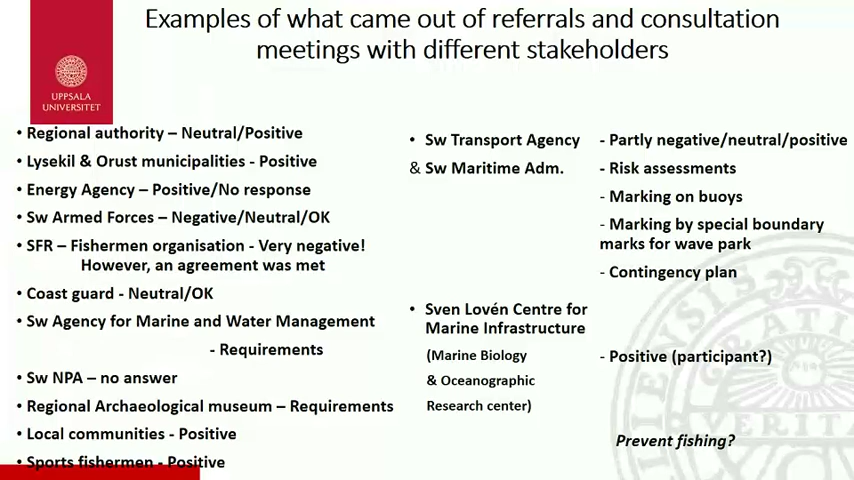 Examples of what came out of referrals and consultation
meetings with different stakeholders
UPPSALA
UNIVERSITET
• Regional authority – Neutral/Positive
• Lysekil & Orust municipalities - Positive
• Energy Agency – Positive/No response
• Sw Armed Forces – Negative/Neutral/OK
• SFR – Fishermen organisation - Very negative!
However, an agreement was met
• Coast guard - Neutral/OK
• Sw Agency for Marine and Water Management
- Requirements
• Sw NPA – no answer
• Regional Archaeological museum – Requirements
• Local communities - Positive
• Sports fishermen - Positive
• Sw Transport Agency
& Sw Maritime Adm.
- Partly negative/neutral/positive
- Risk assessments
- Marking on buoys
- Marking by special boundary
marks for wave park
- Contingency plan
• Sven Lovén Centre for
Marine Infrastructure
(Marine Biology
& Oceanographic
Research center)
- Positive (participant?)
Prevent fishing?